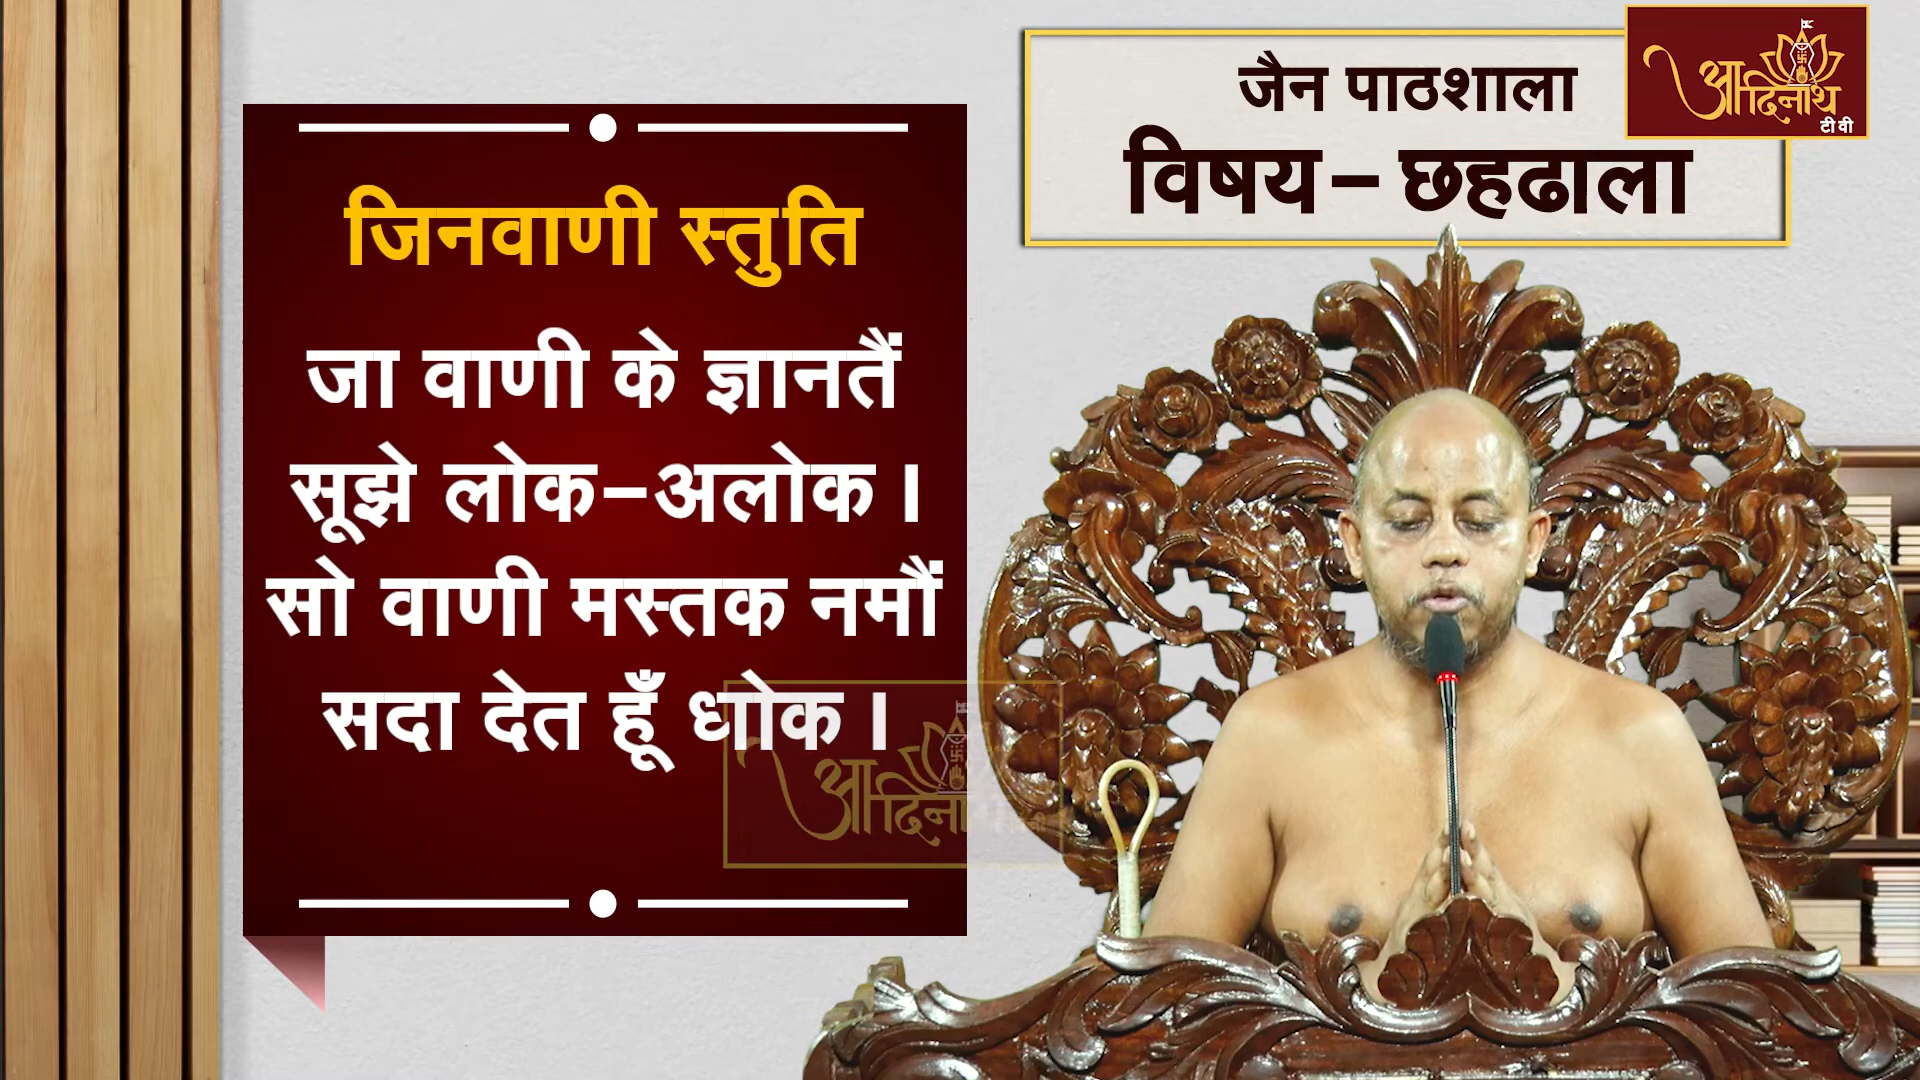 जिनवाणी स्तुति
जा वाणी के ज्ञानतैं
सूझे लोक-अलोक।
सो वाणी मस्तक नमौं
सदा देत हूँ धोक।
जैन पाठशाला
विषय - छहढाला
आदिनाथ
टी वी